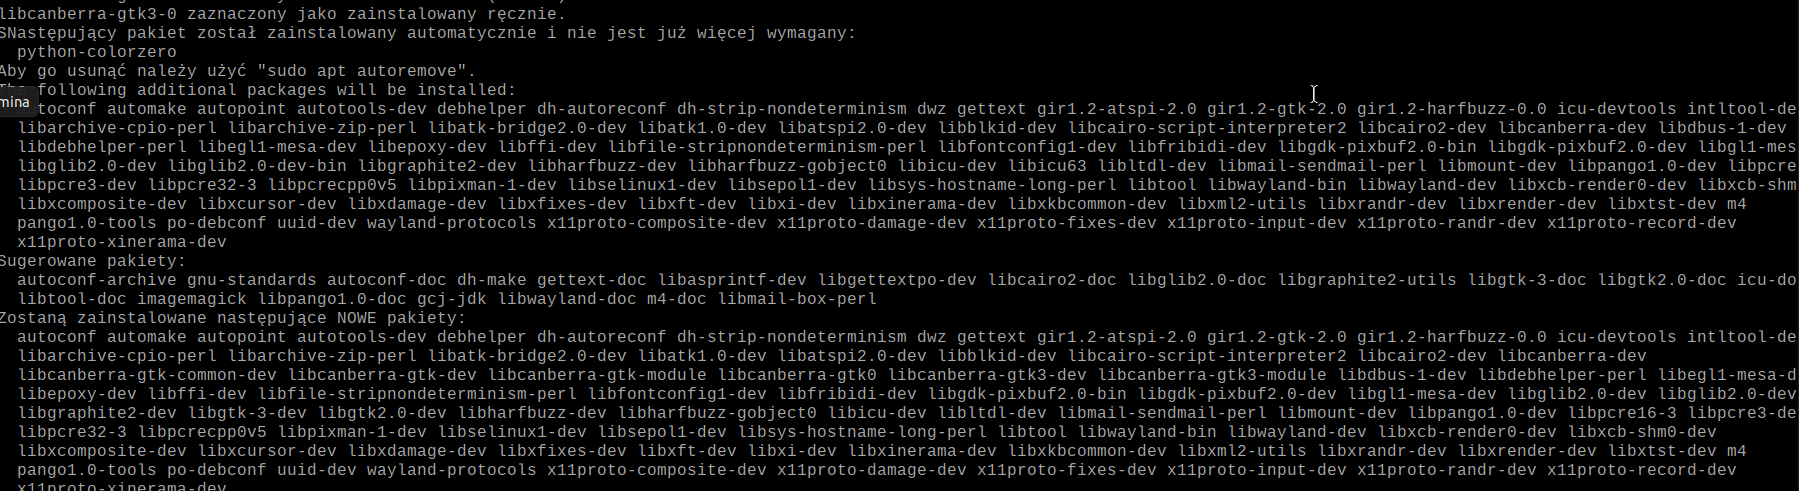 libcanberra-gtk3-0 zaznaczony jako zainstalowany ręcznie.
SNastępujący pakiet został zainstalowany automatycznie i nie jest już więcej wymagany:
python-colorzero
Aby go usunąć należy użyć "sudo apt autoremove".
following additional packages will be installed:
mina
automake autopoint autotools-dev debhelper dh-autoreconf dh-strip-nondeterminism dwz gettext gir1.2-atspi-2.0 gir1.2-gtk-2.0 gir1.2-harfbuzz-0.0 icu-devtools intltool-de
libarchive-cpio-perl libarchive-zip-perl libatk-bridge2.0-dev libatk1.0-dev libatspi2.0-dev libblkid-dev libcairo-script-interpreter2 libcairo2-dev libcanberra-dev libdbus-1-dev
libdebhelper-perl libegl1-mesa-dev libepoxy-dev libffi-dev libfile-stripnondeterminism-perl libfontconfig1-dev libfribidi-dev libgdk-pixbuf2.0-bin libgdk-pixbuf2.0-dev libgl1-mes
libglib2.0-dev libglib2.0-dev-bin libgraphite2-dev libharfbuzz-dev libharfbuzz-gobject0 libicu-dev libicu63 libltdl-dev libmail-sendmail-perl libmount-dev libpango1.0-dev libpcre
libpcre3-dev libpcre32-3 libpcrecpp0v5 libpixman-1-dev libselinux1-dev libsepol1-dev libsys-hostname-long-perl libtool libwayland-bin libwayland-dev libxcb-render0-dev libxcb-shm
libxcomposite-dev libxcursor-dev libxdamage-dev libxfixes-dev libxft-dev libxi-dev libxinerama-dev libxkbcommon-dev libxml2-utils libxrandr-dev libxrender-dev libxtst-dev m4
pango1.0-tools po-debconf uuid-dev wayland-protocols x11proto-composite-dev x11proto-damage-dev x11proto-fixes-dev x11proto-input-dev x11proto-randr-dev x11proto-record-dev
x11proto-xinerama-dev
Sugerowane pakiety:
autoconf-archive gnu-standards autoconf-doc dh-make gettext-doc libasprintf-dev libgettextpo-dev libcairo2-doc libglib2.0-doc libgraphite2-utils libgtk-3-doc libgtk2.0-doc icu-do
libtool-doc imagemagick libpango1.0-doc gcj-jdk libwayland-doc m4-doc libmail-box-perl
Zostaną zainstalowane następujące NOWE pakiety:
autoconf automake autopoint autotools-dev debhelper dh-autoreconf dh-strip-nondeterminism dwz gettext gir1.2-atspi-2.0 gir1.2-gtk-2.0 gir1.2-harfbuzz-0.0 icu-devtools intltool-de
libarchive-cpio-perl libarchive-zip-perl libatk-bridge2.0-dev libatk1.0-dev libatspi2.0-dev libblkid-dev libcairo-script-interpreter2 libcairo2-dev libcanberra-dev
libcanberra-gtk-common-dev libcanberra-gtk-dev libcanberra-gtk-module libcanberra-gtk0 libcanberra-gtk3-dev libcanberra-gtk3-module libdbus-1-dev libdebhelper-perl libegl1-mesa-d
libepoxy-dev libffi-dev libfile-stripnondeterminism-perl libfontconfig1-dev libfribidi-dev libgdk-pixbuf2.0-bin libgdk-pixbuf2.0-dev libgl1-mesa-dev libglib2.0-dev libglib2.0-dev
libgraphite2-dev libgtk-3-dev libgtk2.0-dev libharfbuzz-dev libharfbuzz-gobject0 libicu-dev libltdl-dev libmail-sendmail-perl libmount-dev libpango1.0-dev libpcre16-3 libpcre3-de
libpcre32-3 libpcrecpp0v5 libpixman-1-dev libselinux1-dev libsepol1-dev libsys-hostname-long-perl libtool libwayland-bin libwayland-dev libxcb-render0-dev libxcb-shm0-dev
libxcomposite-dev libxcursor-dev libxdamage-dev libxfixes-dev libxft-dev libxi-dev libxinerama-dev libxkbcommon-dev libxml2-utils libxrandr-dev libxrender-dev libxtst-dev m4
pango1.0-tools po-debconf uuid-dev wayland-protocols x11proto-composite-dev x11proto-damage-dev x11proto-fixes-dev x11proto-input-dev x11proto-randr-dev x11proto-record-dev
x11proto-xinerama-dev